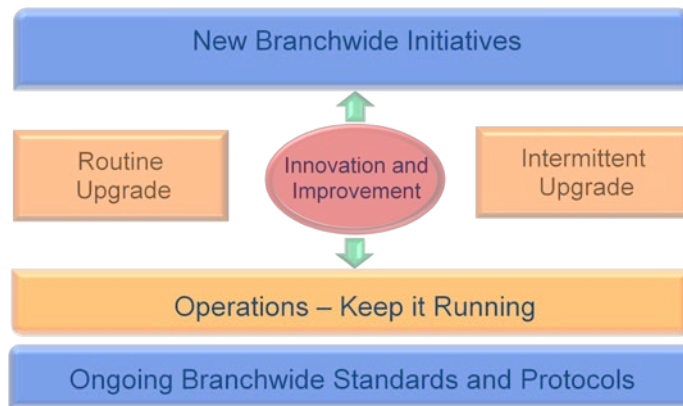 New Branchwide Initiatives
Routine
Upgrade
Innovation and
Improvement
Intermittent
Upgrade
Operations – Keep it Running
Ongoing Branchwide Standards and Protocols